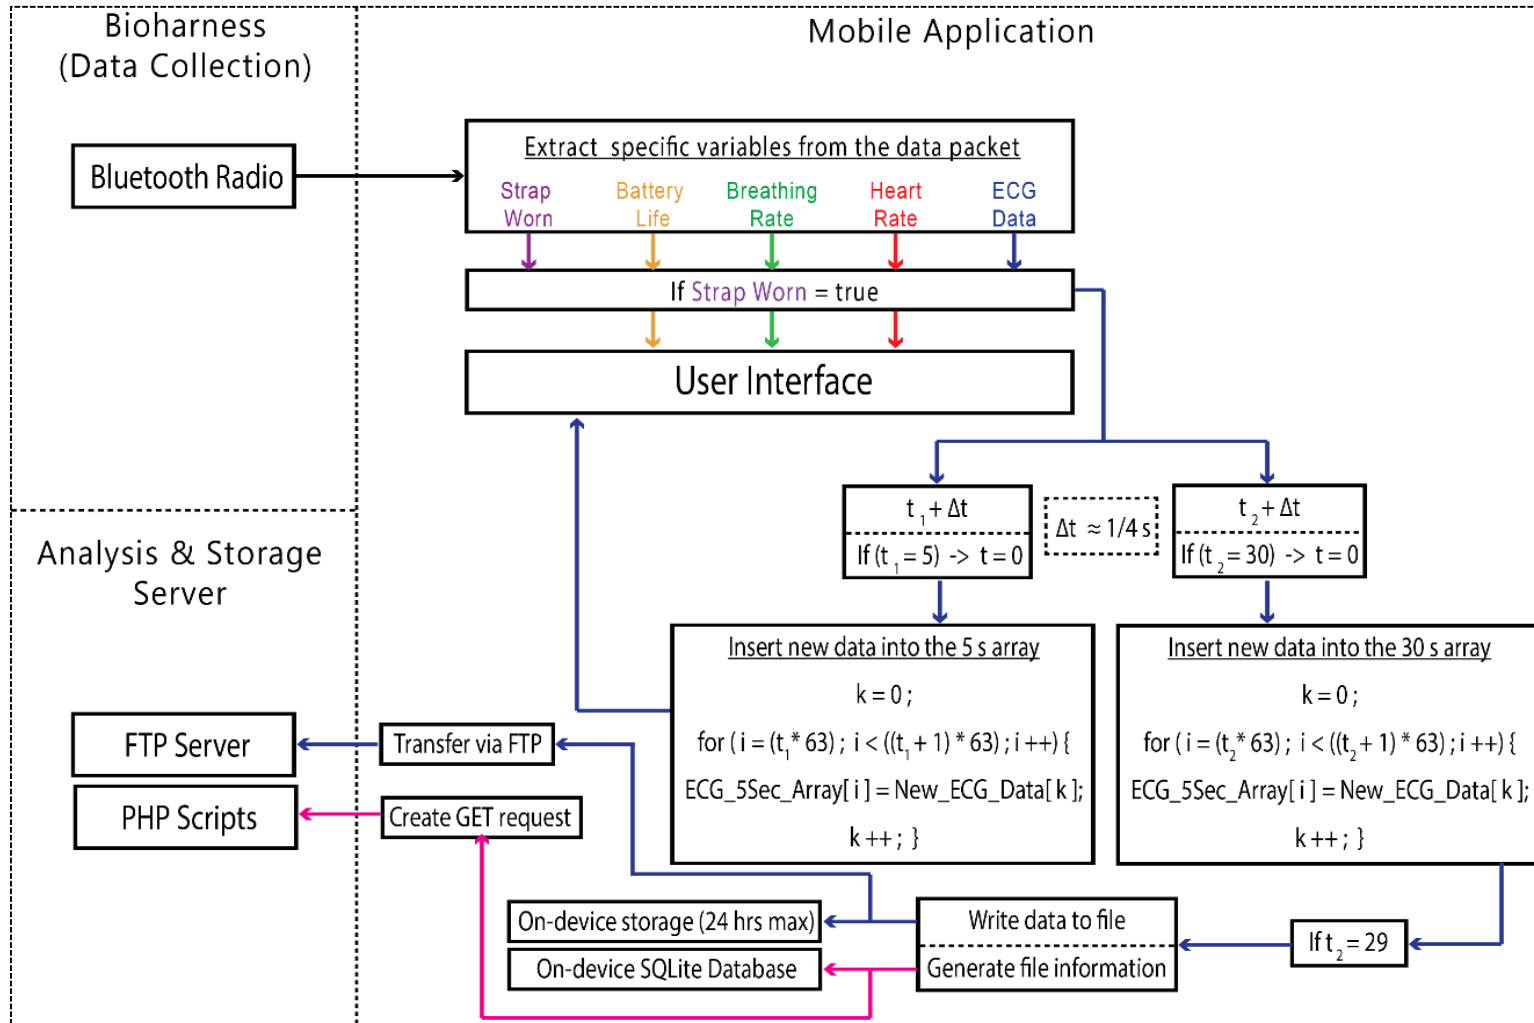 Bioharness
(Data Collection)
Mobile Application
Bluetooth Radio
Extract specific variables from the data packet
Strap
Worn
Battery
Life
Breathing
Rate
Heart
Rate
ECG
Data
If Strap Worn = true
User Interface
t 1 + Δt
If (t 1 = 5) -> t = 0
Δt ≈ 1/4 s
t 2 + Δt
If (t 2 = 30) -> t = 0
Analysis & Storage
Server
Insert new data into the 5 s array
k = 0 ;
for ( i = (t1* 63) ; i < ((t1 + 1) * 63) ; i ++) {
ECG_5Sec_Array[ i ] = New_ECG_Data[ k ];
k ++ ; }
Insert new data into the 30 s array
k = 0 ;
for ( i = (t2* 63) ; i < ((t2 + 1) * 63) ; i ++) {
ECG_5Sec_Array[ i ] = New_ECG_Data[ k ];
k ++ ; }
FTP Server
Transfer via FTP
PHP Scripts
Create GET request
On-device storage (24 hrs max)
On-device SQLite Database
Write data to file
Generate file information
If t 2 = 29